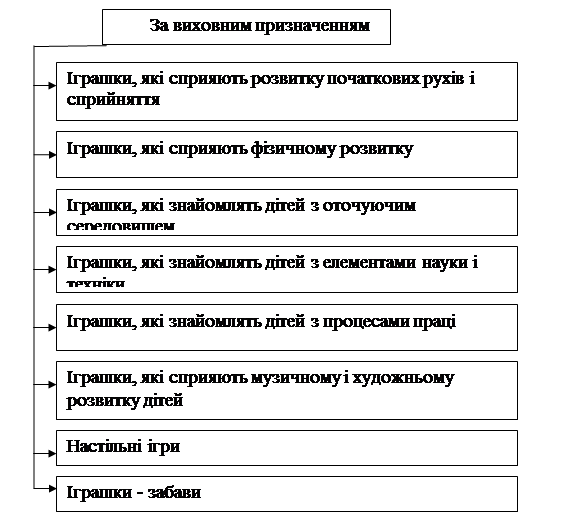 За виховним призначенням
Іграшки, які сприяють розвитку початкових рухів і
сприйняття
Іграшки, які сприяють фізичному розвитку
Іграшки, які знайомлять дітей з оточуючим
середовищем
Іграшки, які знайомлять дітей з елементами науки і
техніки
Іграшки, які знайомлять дітей з процесами праці
Іграшки, які сприяють музичному і художньому
розвитку дітей
Настільні ігри
Іграшки - забави